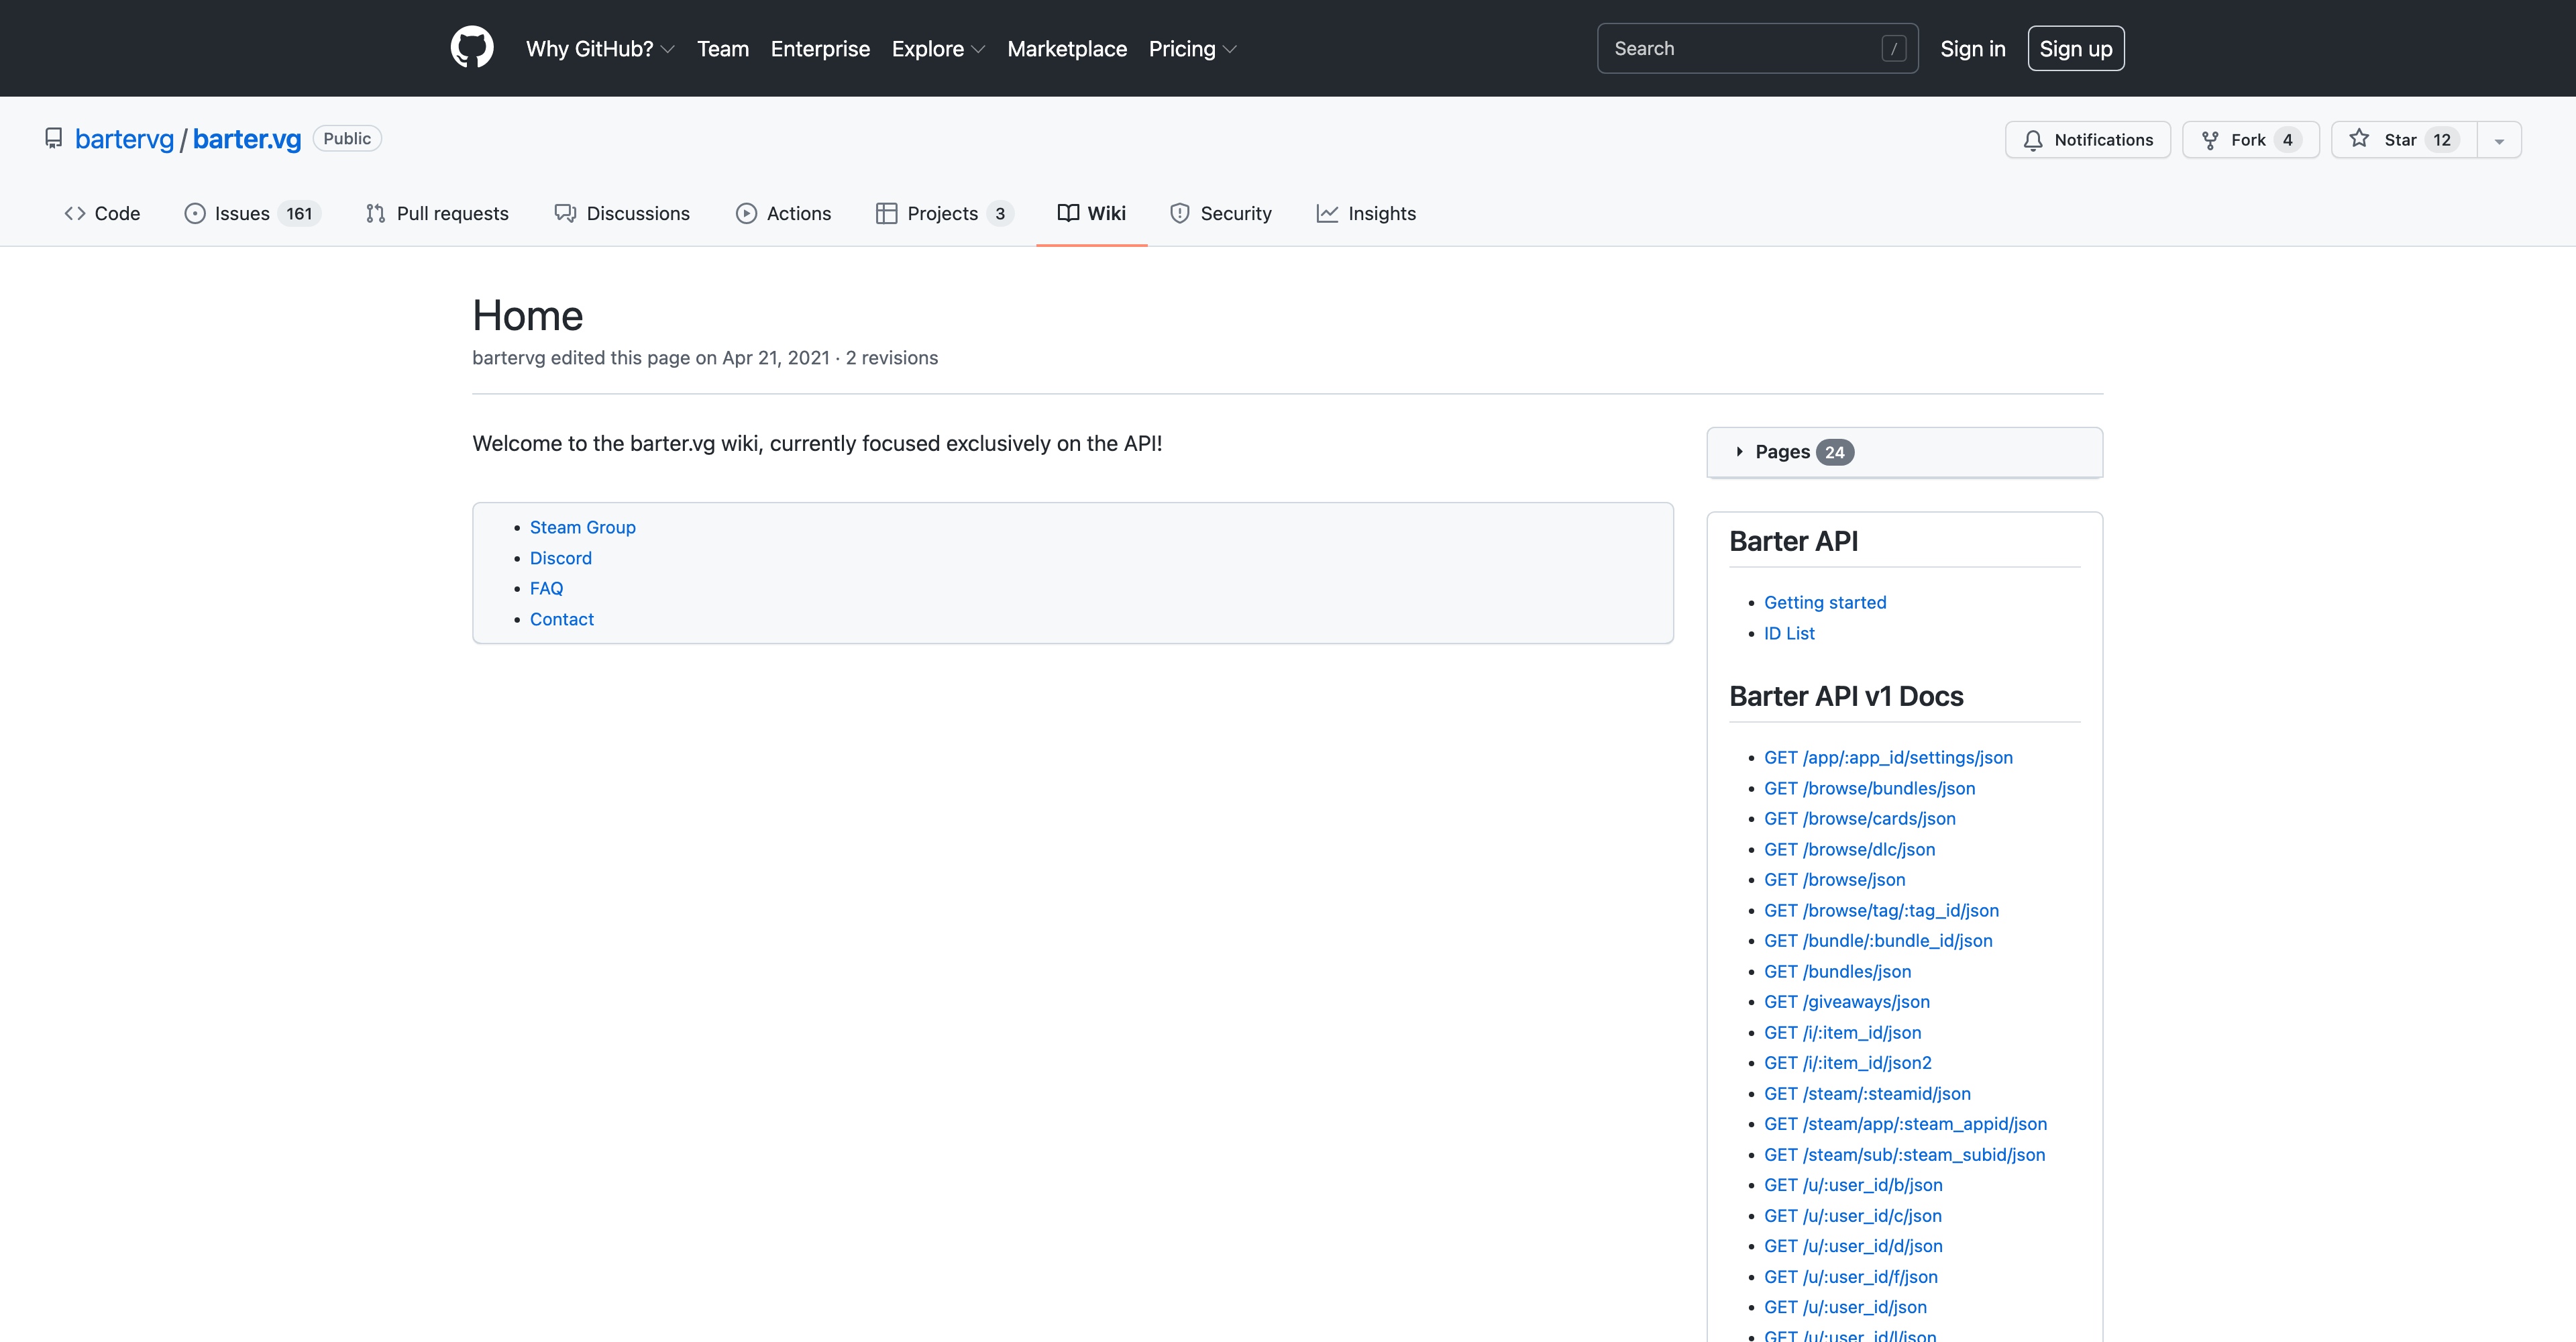 Why GitHub? Team Enterprise Explore Marketplace Pricing Search / Sign in Sign up
bartervg / barter.vg Public Notifications Fork 4 Star 12
Code Issues 161 Pull requests Discussions Actions Projects 3 Wiki Security Insights
Home
bartervg edited this page on Apr 21, 2021 · 2 revisions
Welcome to the barter.vg wiki, currently focused exclusively on the API!
Steam Group
Discord
FAQ
Contact
Pages 24
Barter API
Getting started
ID List
Barter API v1 Docs
GET /app/:app_id/settings/json
GET /browse/bundles/json
GET /browse/cards/json
GET /browse/dlc/json
GET /browse/json
GET /browse/tag/:tag_id/json
GET /bundle/:bundle_id/json
GET /bundles/json
GET /giveaways/json
GET /i/:item_id/json
GET /i/:item_id/json2
GET /steam/:steamid/json
GET /steam/app/:steam_appid/json
GET /steam/sub/:steam_subid/json
GET /u/:user_id/b/json
GET /u/:user_id/c/json
GET /u/:user_id/d/json
GET /u/:user_id/f/json
GET /u/:user_id/json
GET /u/:user_id/l/json